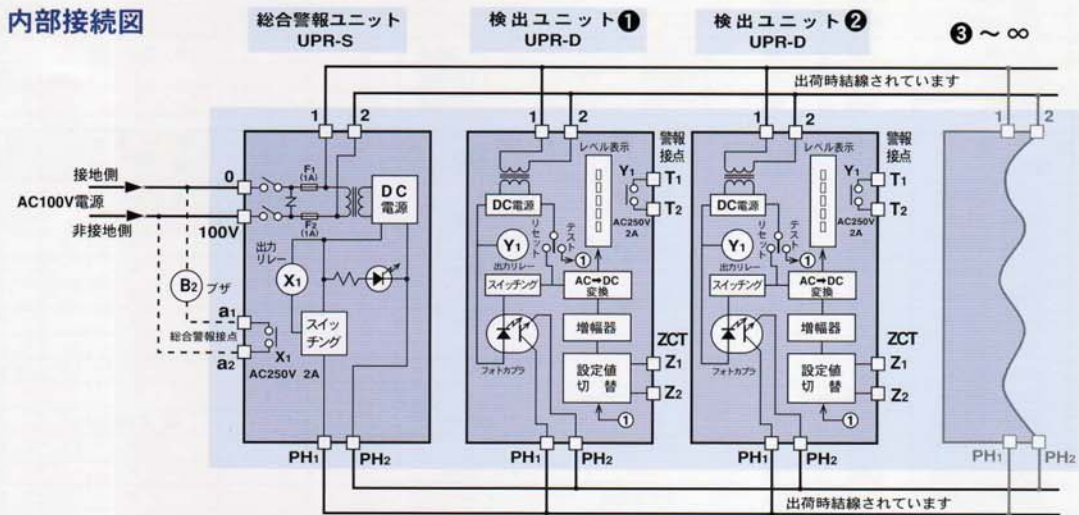 内部接続図
総合警報ユニット
UPR-S
検出ユニット❶
UPR-D
検出ユニット❷
UPR-D
❸～∞
出荷時結線されています
1 2
1 2
1 2
1 2
接地側
AC100V電源
非接地側
0
100V
F1
(1A)
F2
(1A)
DC
電源
出力
リレー
X1
B2 ブザ
a1
総合警報接点
a2
X1
AC250V 2A
スイッ
チング
PH1 PH2
レベル表示
DC電源
Y1
出力リレー
スイッチング
リセット
テスト
①
AC➡DC
変換
増幅器
設定値
切替
①
フォトカプラ
警報
接点
Y1
T1
T2
AC250V
2A
ZCT
Z1
Z2
PH1 PH2
レベル表示
DC電源
Y1
出力リレー
スイッチング
リセット
テスト
①
AC➡DC
変換
増幅器
設定値
切替
①
フォトカプラ
警報
接点
Y1
T1
T2
AC250V
2A
ZCT
Z1
Z2
PH1 PH2
PH1 PH2
出荷時結線されています